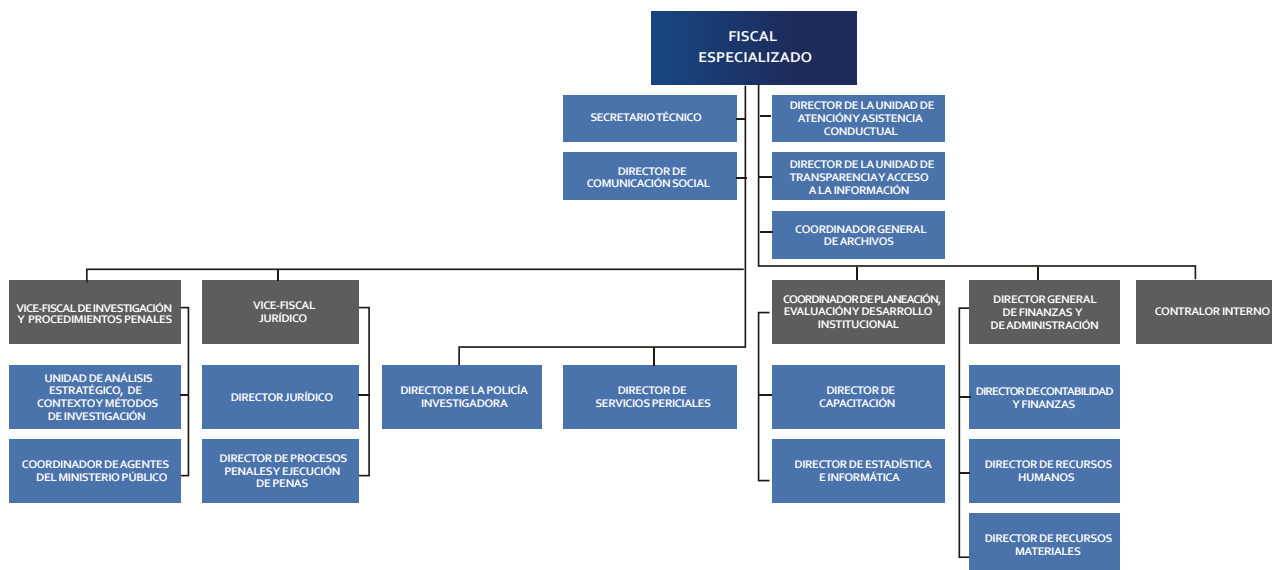 FISCAL
ESPECIALIZADO
SECRETARIO TÉCNICO
DIRECTOR DE LA UNIDAD DE
ATENCIÓN Y ASISTENCIA
CONDUCTUAL
DIRECTOR DE
COMUNICACIÓN SOCIAL
DIRECTOR DE LA UNIDAD DE
TRANSPARENCIA Y ACCESO
A LA INFORMACIÓN
COORDINADOR GENERAL
DE ARCHIVOS
VICE-FISCAL DE INVESTIGACIÓN
Y PROCEDIMIENTOS PENALES
VICE-FISCAL
JURÍDICO
COORDINADOR DE PLANEACIÓN,
EVALUACIÓN Y DESARROLLO
INSTITUCIONAL
DIRECTOR GENERAL
DE FINANZAS Y
DE ADMINISTRACIÓN
CONTRALOR INTERNO
UNIDAD DE ANÁLISIS
ESTRATÉGICO, DE
CONTEXTO Y MÉTODOS
DE INVESTIGACIÓN
DIRECTOR JURÍDICO
DIRECTOR DE LA POLICÍA
INVESTIGADORA
DIRECTOR DE
SERVICIOS PERICIALES
DIRECTOR DE
CAPACITACIÓN
DIRECTOR DE CONTABILIDAD
Y FINANZAS
COORDINADOR DE AGENTES
DEL MINISTERIO PÚBLICO
DIRECTOR DE PROCESOS
PENALES Y EJECUCIÓN
DE PENAS
DIRECTOR DE ESTADÍSTICA
E INFORMÁTICA
DIRECTOR DE RECURSOS
HUMANOS
DIRECTOR DE RECURSOS
MATERIALES